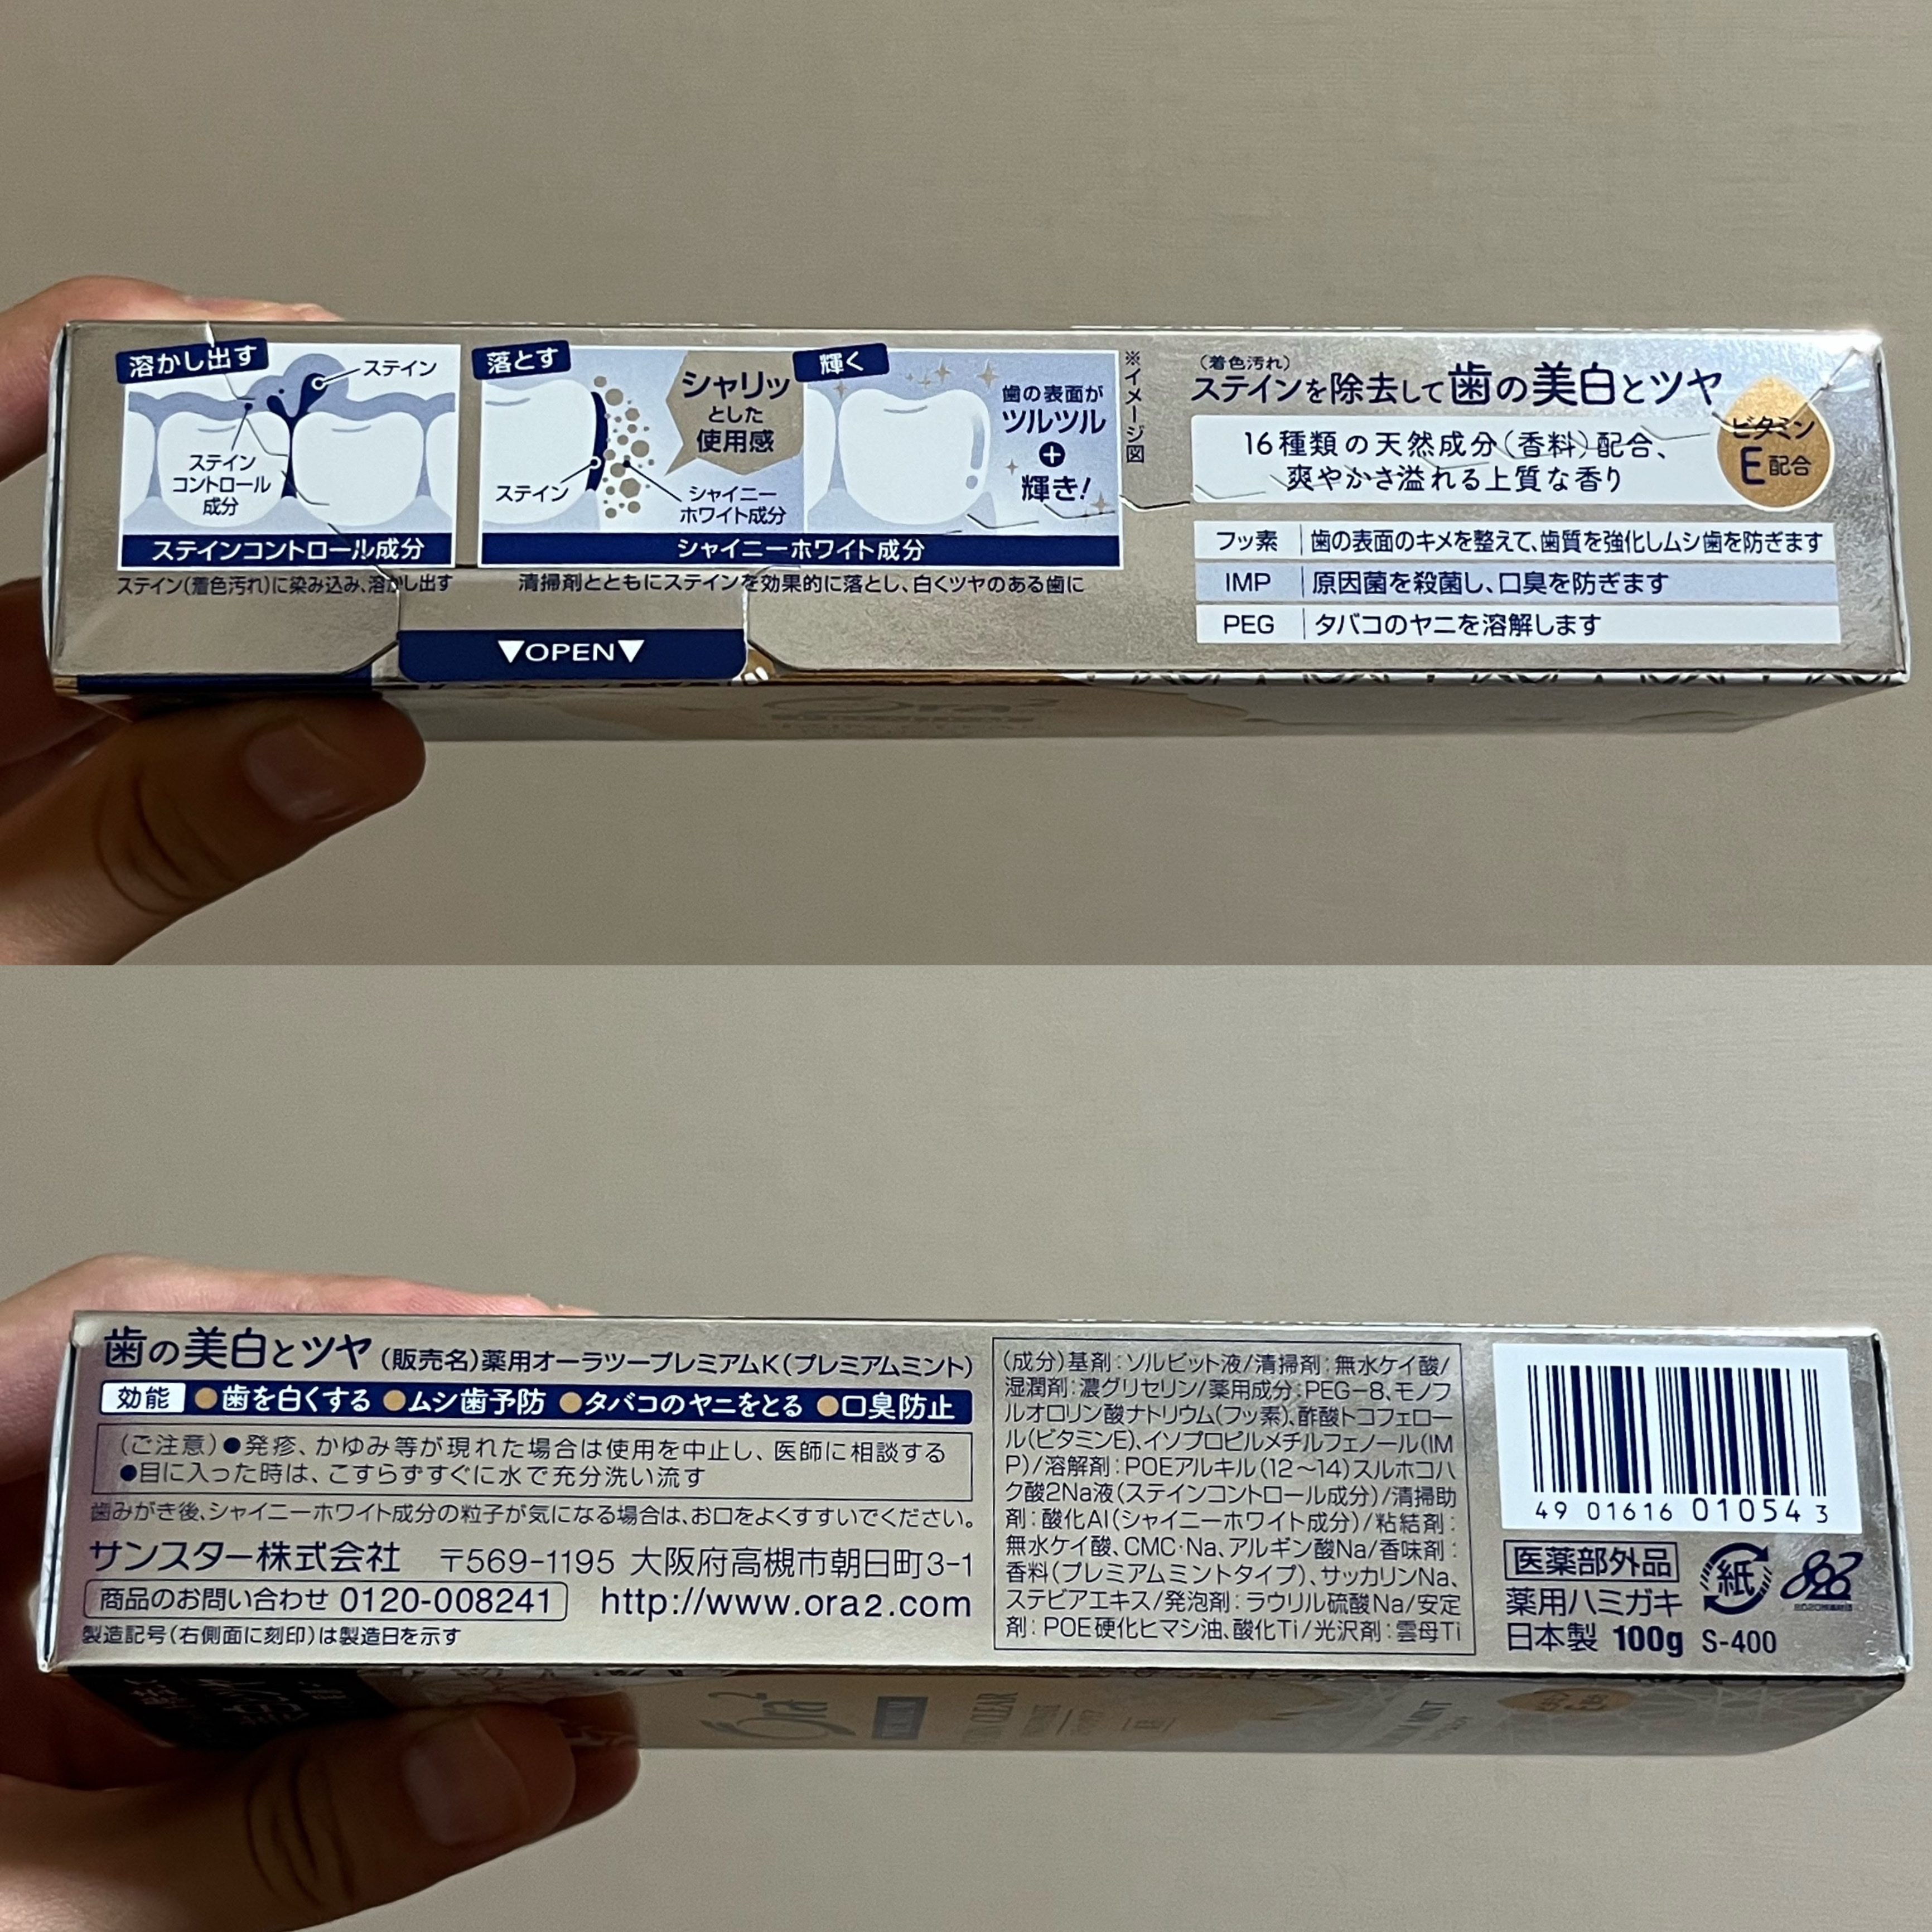 溶かし出す
ステイン
ステイン
コントロール
成分
ステインコントロール成分
ステイン(着色汚れ)に染み込み、溶かし出す
落とす
シャリッ
とした
使用感
ステイン
シャイニー
ホワイト成分
輝く
歯の表面が
ツルツル
+
輝き!
シャイニーホワイト成分
清掃剤とともにステインを効果的に落とし、白くツヤのある歯に
※イメージ図
▼OPEN▼
(着色汚れ)
ステインを除去して歯の美白とツヤ
16種類の天然成分(香料)配合、
爽やかさ溢れる上質な香り
ビタミン
E配合
フッ素 歯の表面のキメを整えて、歯質を強化しムシ歯を防ぎます
IMP 原因菌を殺菌し、口臭を防ぎます
PEG タバコのヤニを溶解します
Ora²
歯の美白とツヤ(販売名)薬用オーラツープレミアムK(プレミアムミント)
効能 ●歯を白くする ●ムシ歯予防 ●タバコのヤニをとる ●口臭防止
(ご注意)●発疹、かゆみ等が現れた場合は使用を中止し、医師に相談する
●目に入った時は、こすらずすぐに水で充分洗い流す
歯みがき後、シャイニーホワイト成分の粒子が気になる場合は、お口をよくすすいでください。
サンスター株式会社 〒569-1195 大阪府高槻市朝日町3-1
商品のお問い合わせ 0120-008241 http://www.ora2.com
製造記号(右側面に刻印)は製造日を示す
(成分)基剤:ソルビット液/清掃剤:無水ケイ酸/
湿潤剤:濃グリセリン/薬用成分:PEG-8、モノフ
ルオロリン酸ナトリウム(フッ素)、酢酸トコフェロー
ル(ビタミンE)、イソプロピルメチルフェノール(IM
P)/溶解剤:POEアルキル(12~14)スルホコハ
ク酸2Na液(ステインコントロール成分)/清掃助
剤:酸化Al(シャイニーホワイト成分)/粘結剤:
無水ケイ酸、CMC・Na、アルギン酸Na/香味剤:
香料(プレミアムミントタイプ)、サッカリンNa、
ステビアエキス/発泡剤:ラウリル硫酸Na/安定
剤:POE硬化ヒマシ油、酸化Ti/光沢剤:雲母Ti
49 01616 01054 3
医薬部外品
紙
薬用ハミガキ
日本製 100g S-400
Ora²